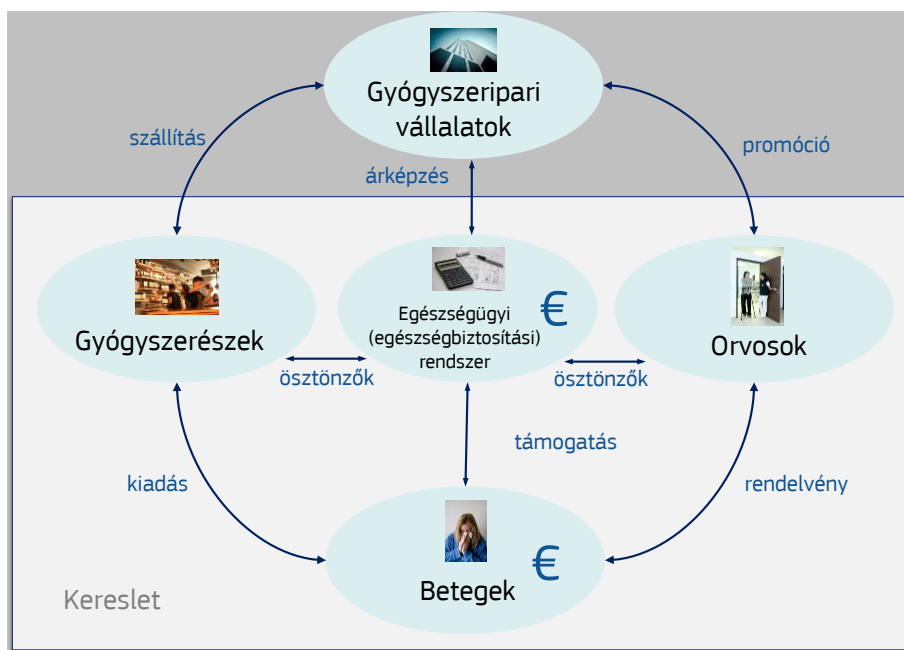 Gyógyszeripari
vállalatok
szállítás
promóció
árképzés
Gyógyszerészek
Egészségügyi
(egészségbiztosítási)
rendszer
€
Orvosok
ösztönzők
ösztönzők
támogatás
kiadás
rendelvény
Betegek
€
Kereslet